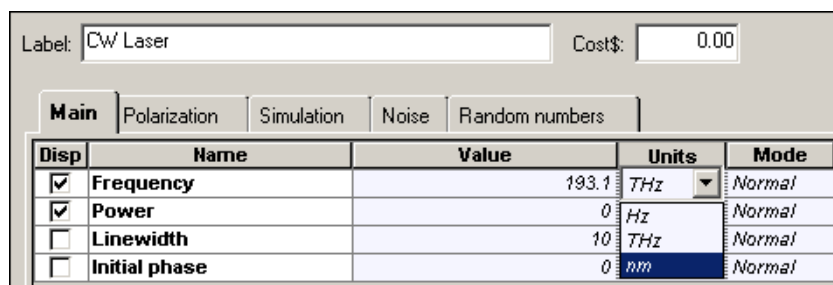 Label: CW Laser Cost$: 0.00
Main Polarization Simulation Noise Random numbers
Disp Name Value Units Mode
Frequency 193.1 THz Normal
Power 0 Hz Normal
Linewidth 10 THz Normal
Initial phase 0 nm Normal